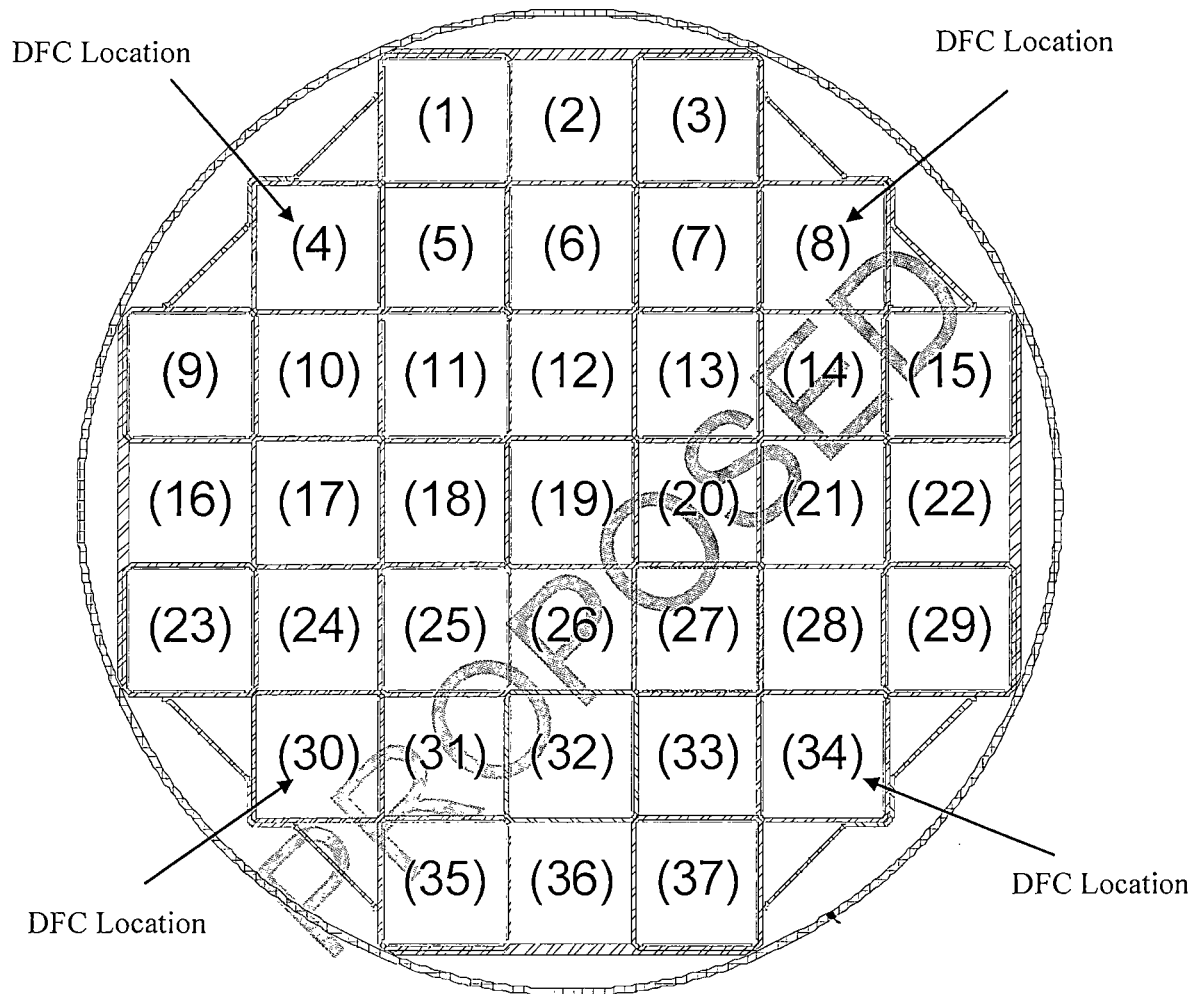 DFC Location
DFC Location
(1) (2) (3)
(4) (5) (6) (7) (8)
(9) (10) (11) (12) (13) (14) (15)
(16) (17) (18) (19) (20) (21) (22)
(23) (24) (25) (26) (27) (28) (29)
(30) (31) (32) (33) (34)
(35) (36) (37)
DFC Location
DFC Location
PROPOSED